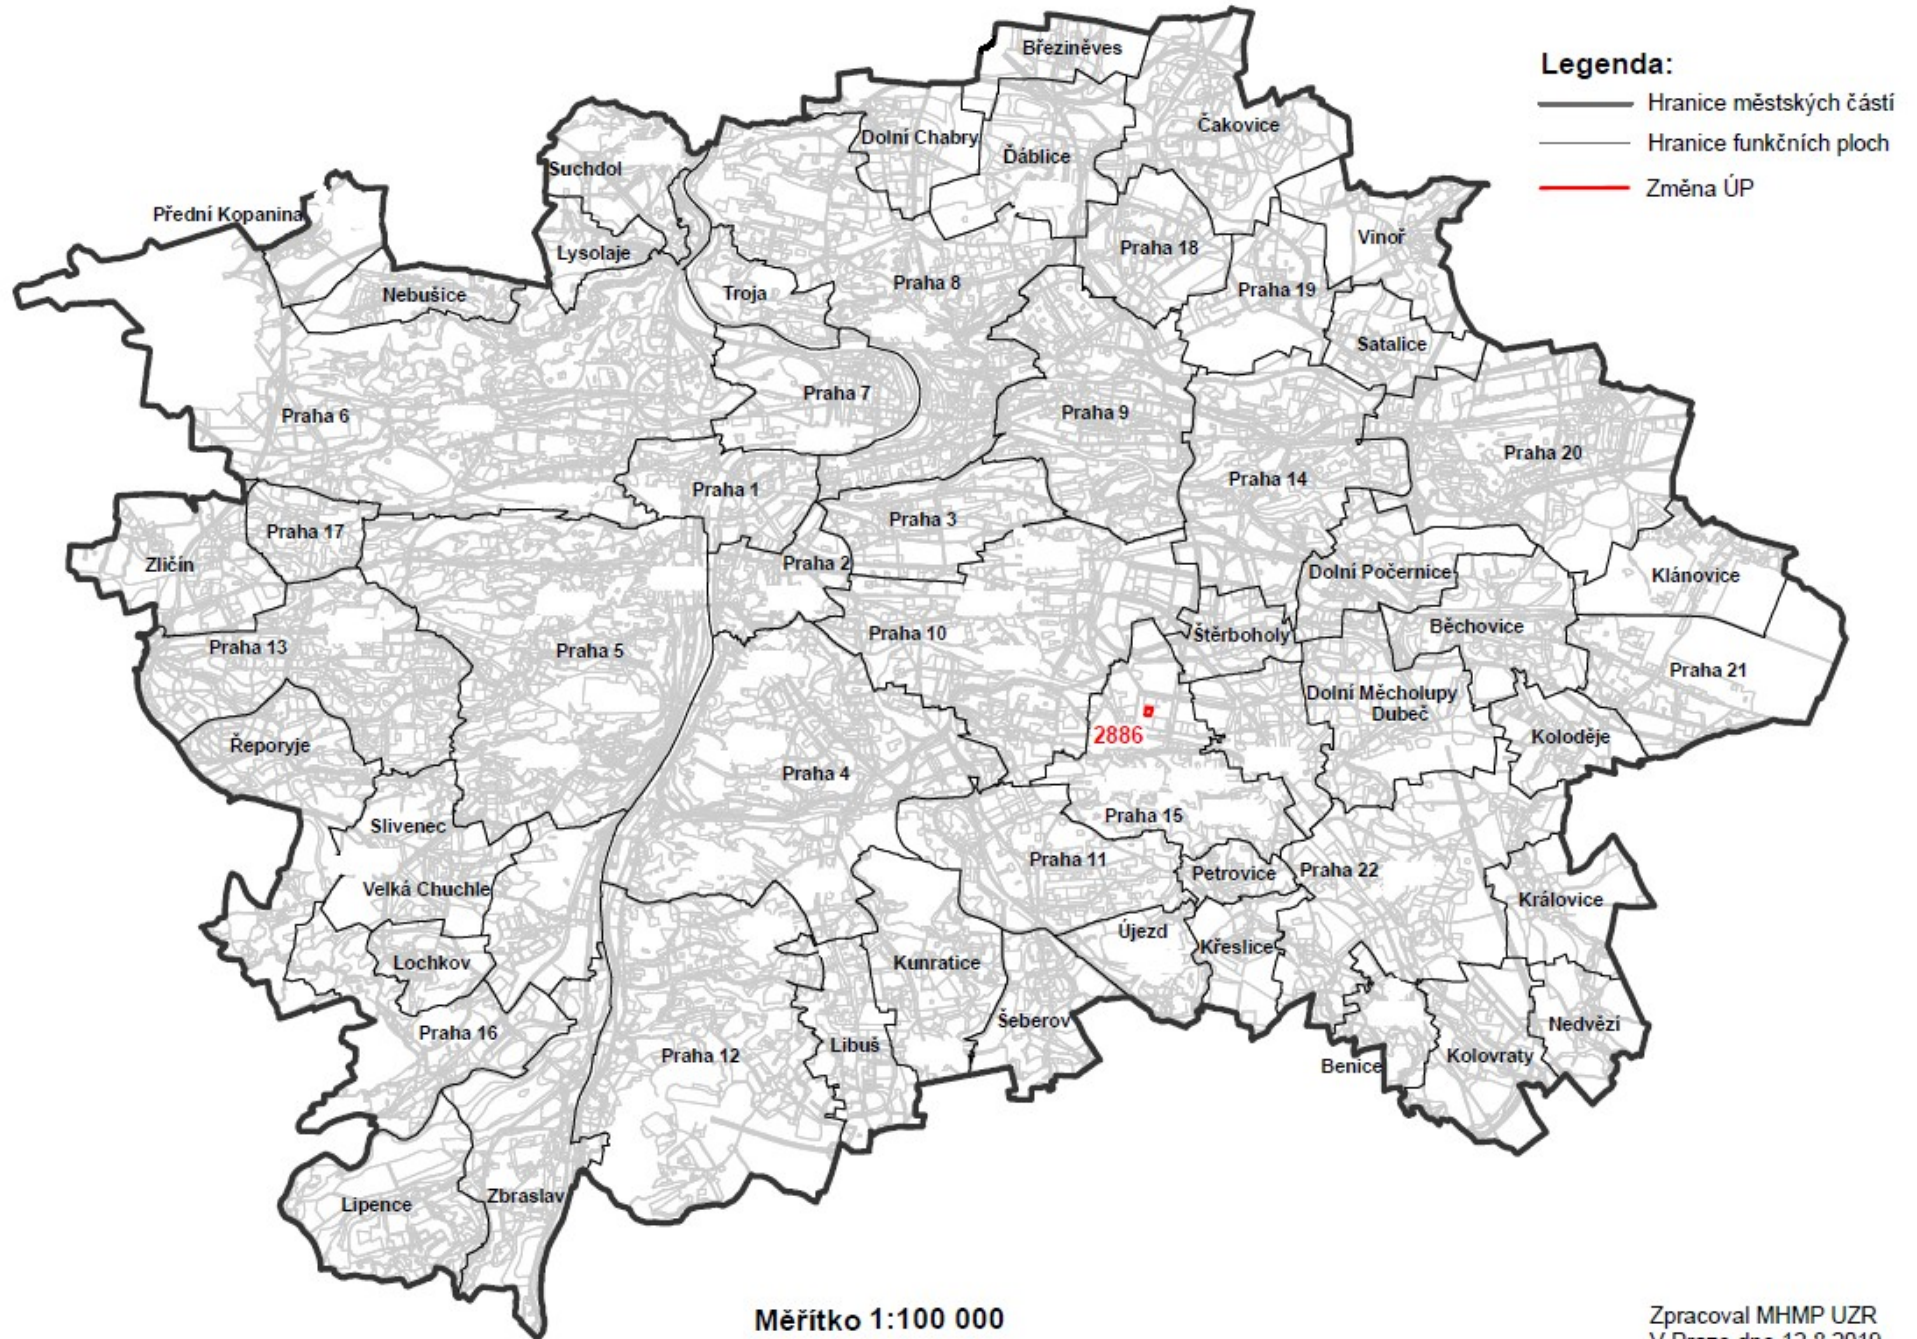 Legenda:
Hranice městských částí
Hranice funkčních ploch
Změna ÚP
Březiněves
Čakovice
Dolní Chabry
Ďáblice
Suchdol
Přední Kopanina
Lysolaje
Vinoř
Praha 18
Praha 8
Praha 19
Troja
Nebušice
Satalice
Praha 7
Praha 9
Praha 6
Praha 20
Praha 14
Praha 1
Praha 3
Praha 17
Praha 2
Zličín
Dolní Počernice
Klánovice
Běchovice
Praha 10
Štěrboholy
Praha 13
Praha 5
Praha 21
Dolní Měcholupy
Dubeč
2886
Koloděje
Řeporyje
Praha 4
Praha 15
Slivenec
Praha 11
Petrovice
Praha 22
Velká Chuchle
Královice
Újezd
Křeslice
Lochkov
Kunratice
Šeberov
Nedvězí
Praha 16
Libuš
Praha 12
Kolovraty
Benice
Zbraslav
Lipence
Měřítko 1:100 000
Zpracoval MHMP UZR
V Praze dne 12.8.2019